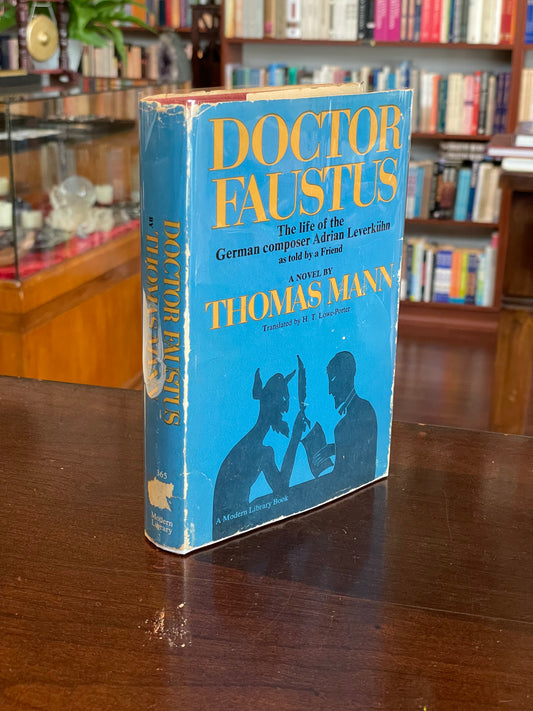 DOCTOR
FAUSTUS
The life of the
German composer Adrian Leverkühn
as told by a Friend
A NOVEL BY
THOMAS MANN
Translated by H. T. Lowe-Porter
A Modern Library Book
DOCTOR FAUSTUS
BY THOMAS MANN
365
Modern
Library